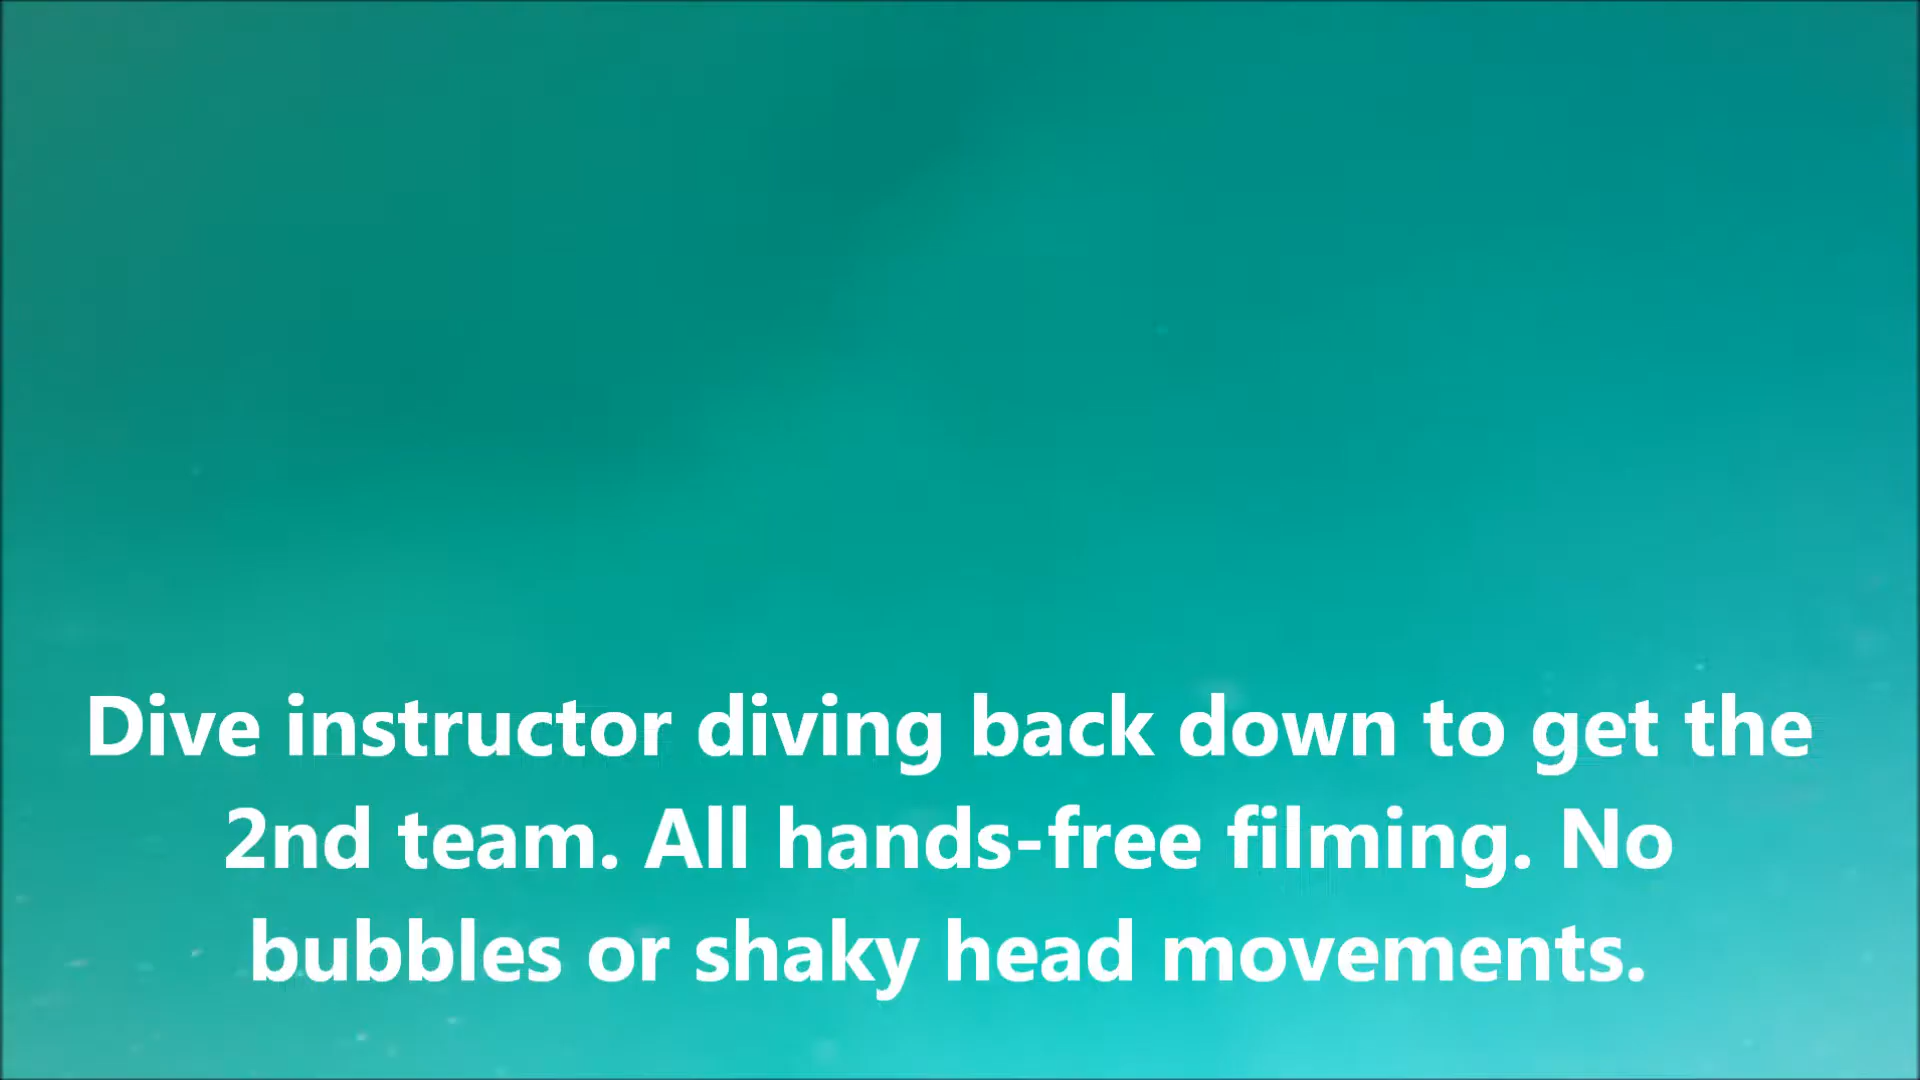 Dive instructor diving back down to get the
2nd team. All hands-free filming. No
bubbles or shaky head movements.